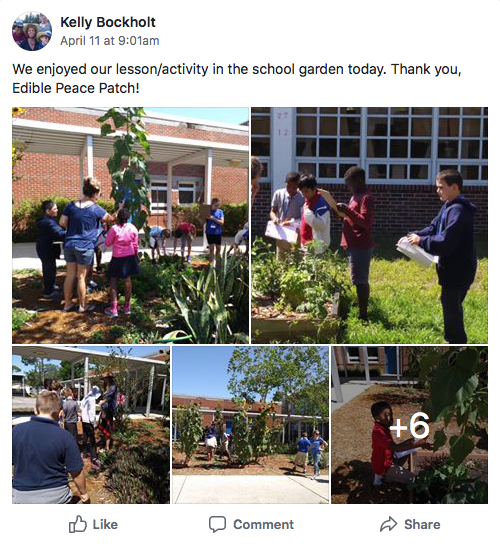 Kelly Bockholt
April 11 at 9:01am
We enjoyed our lesson/activity in the school garden today. Thank you,
Edible Peace Patch!
27
12
+6
Like Comment Share